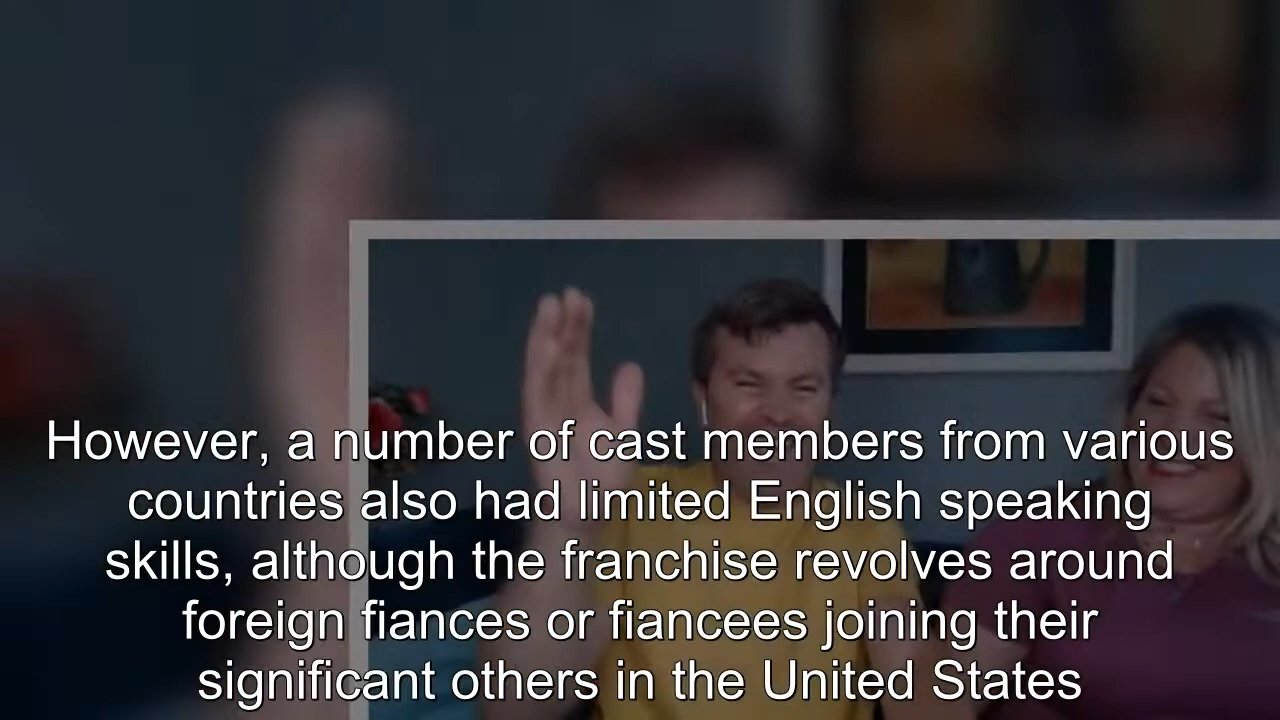 However, a number of cast members from various
countries also had limited English speaking
skills, although the franchise revolves around
foreign fiances or fiancees joining their
significant others in the United States